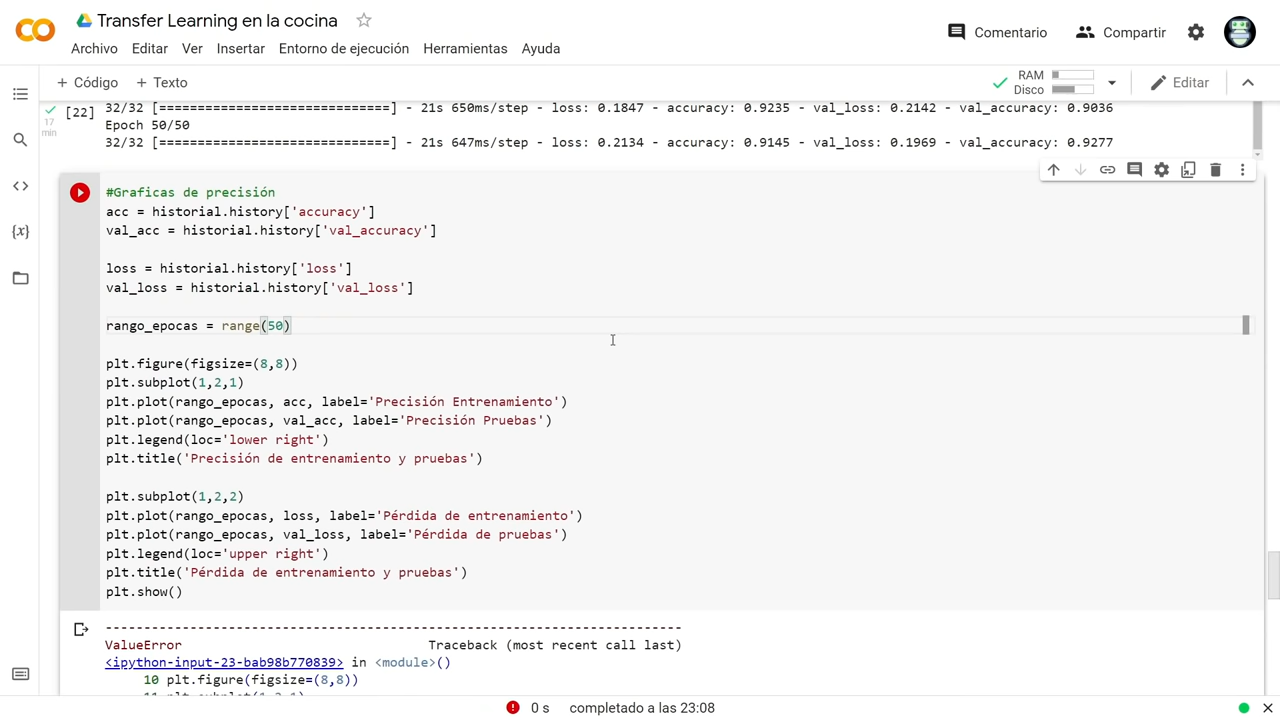 Transfer Learning en la cocina
Archivo Editar Ver Insertar Entorno de ejecución Herramientas Ayuda
Comentario Compartir
+ Código + Texto
RAM
Disco
Editar
[22]
17
min
32/32 [==============================] - 21s 650ms/step - loss: 0.1847 - accuracy: 0.9235 - val_loss: 0.2142 - val_accuracy: 0.9036
Epoch 50/50
32/32 [==============================] - 21s 647ms/step - loss: 0.2134 - accuracy: 0.9145 - val_loss: 0.1969 - val_accuracy: 0.9277
#Graficas de precisión
acc = historial.history['accuracy']
val_acc = historial.history['val_accuracy']
loss = historial.history['loss']
val_loss = historial.history['val_loss']
rango_epocas = range(50)
plt.figure(figsize=(8,8))
plt.subplot(1,2,1)
plt.plot(rango_epocas, acc, label='Precisión Entrenamiento')
plt.plot(rango_epocas, val_acc, label='Precisión Pruebas')
plt.legend(loc='lower right')
plt.title('Precisión de entrenamiento y pruebas')
plt.subplot(1,2,2)
plt.plot(rango_epocas, loss, label='Pérdida de entrenamiento')
plt.plot(rango_epocas, val_loss, label='Pérdida de pruebas')
plt.legend(loc='upper right')
plt.title('Pérdida de entrenamiento y pruebas')
plt.show()
---------------------------------------------------------------------------
ValueError Traceback (most recent call last)
<ipython-input-23-bab98b770839> in <module>()
10 plt.figure(figsize=(8,8))
11 plt.subplot(1,2,1)
0 s completado a las 23:08